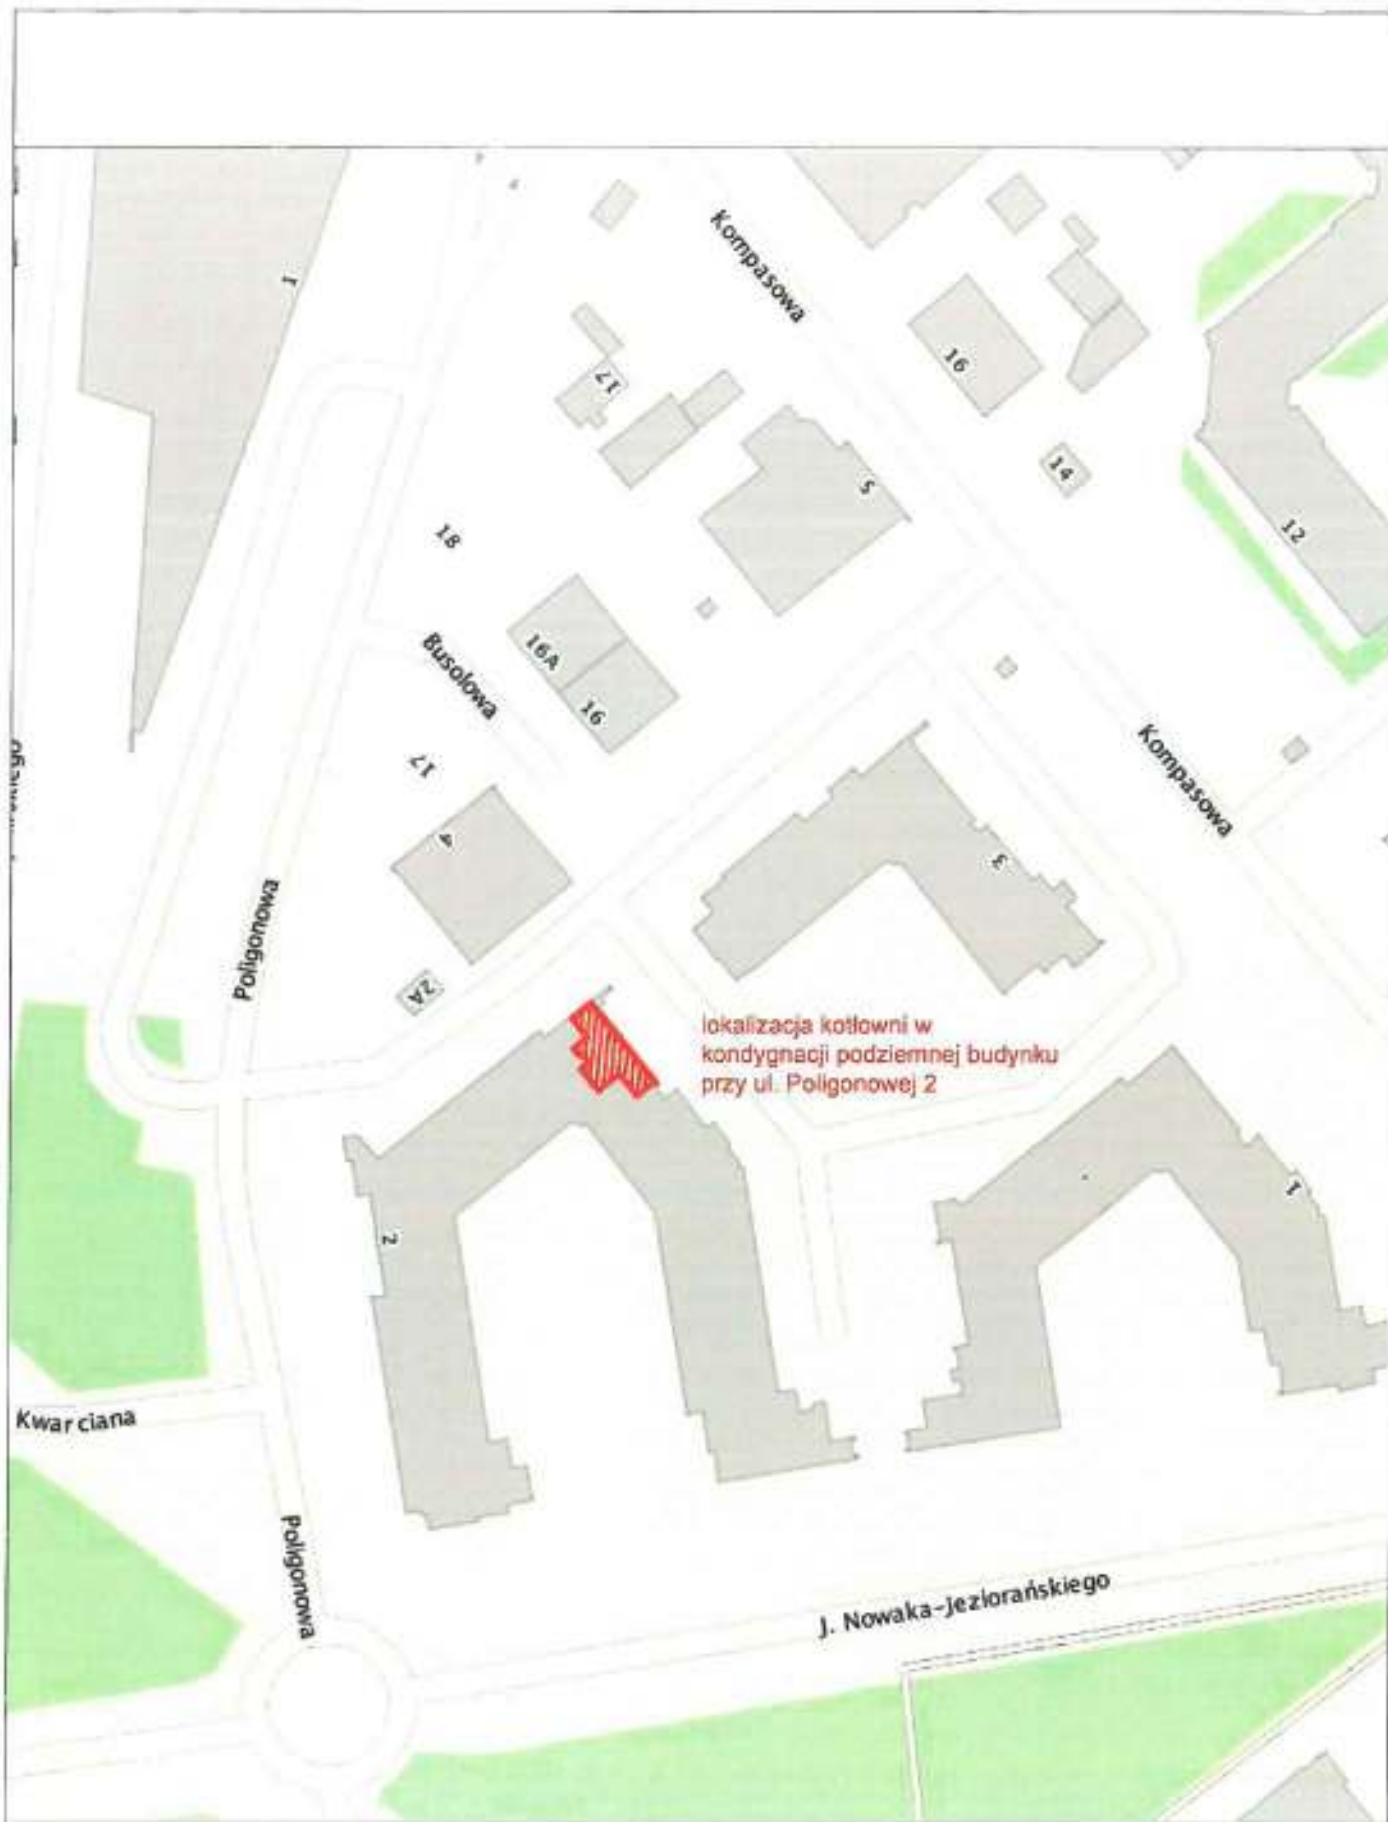 Kompasowa
1
16
17
14
5
12
18
16A
Busolowa
16
17
Kompasowa
4
3
Poligonowa
2A
lokalizacja kotłowni w
kondygnacji podziemnej budynku
przy ul. Poligonowej 2
1
2
Kwarciana
Poligonowa
J. Nowaka-Jeziorańskiego